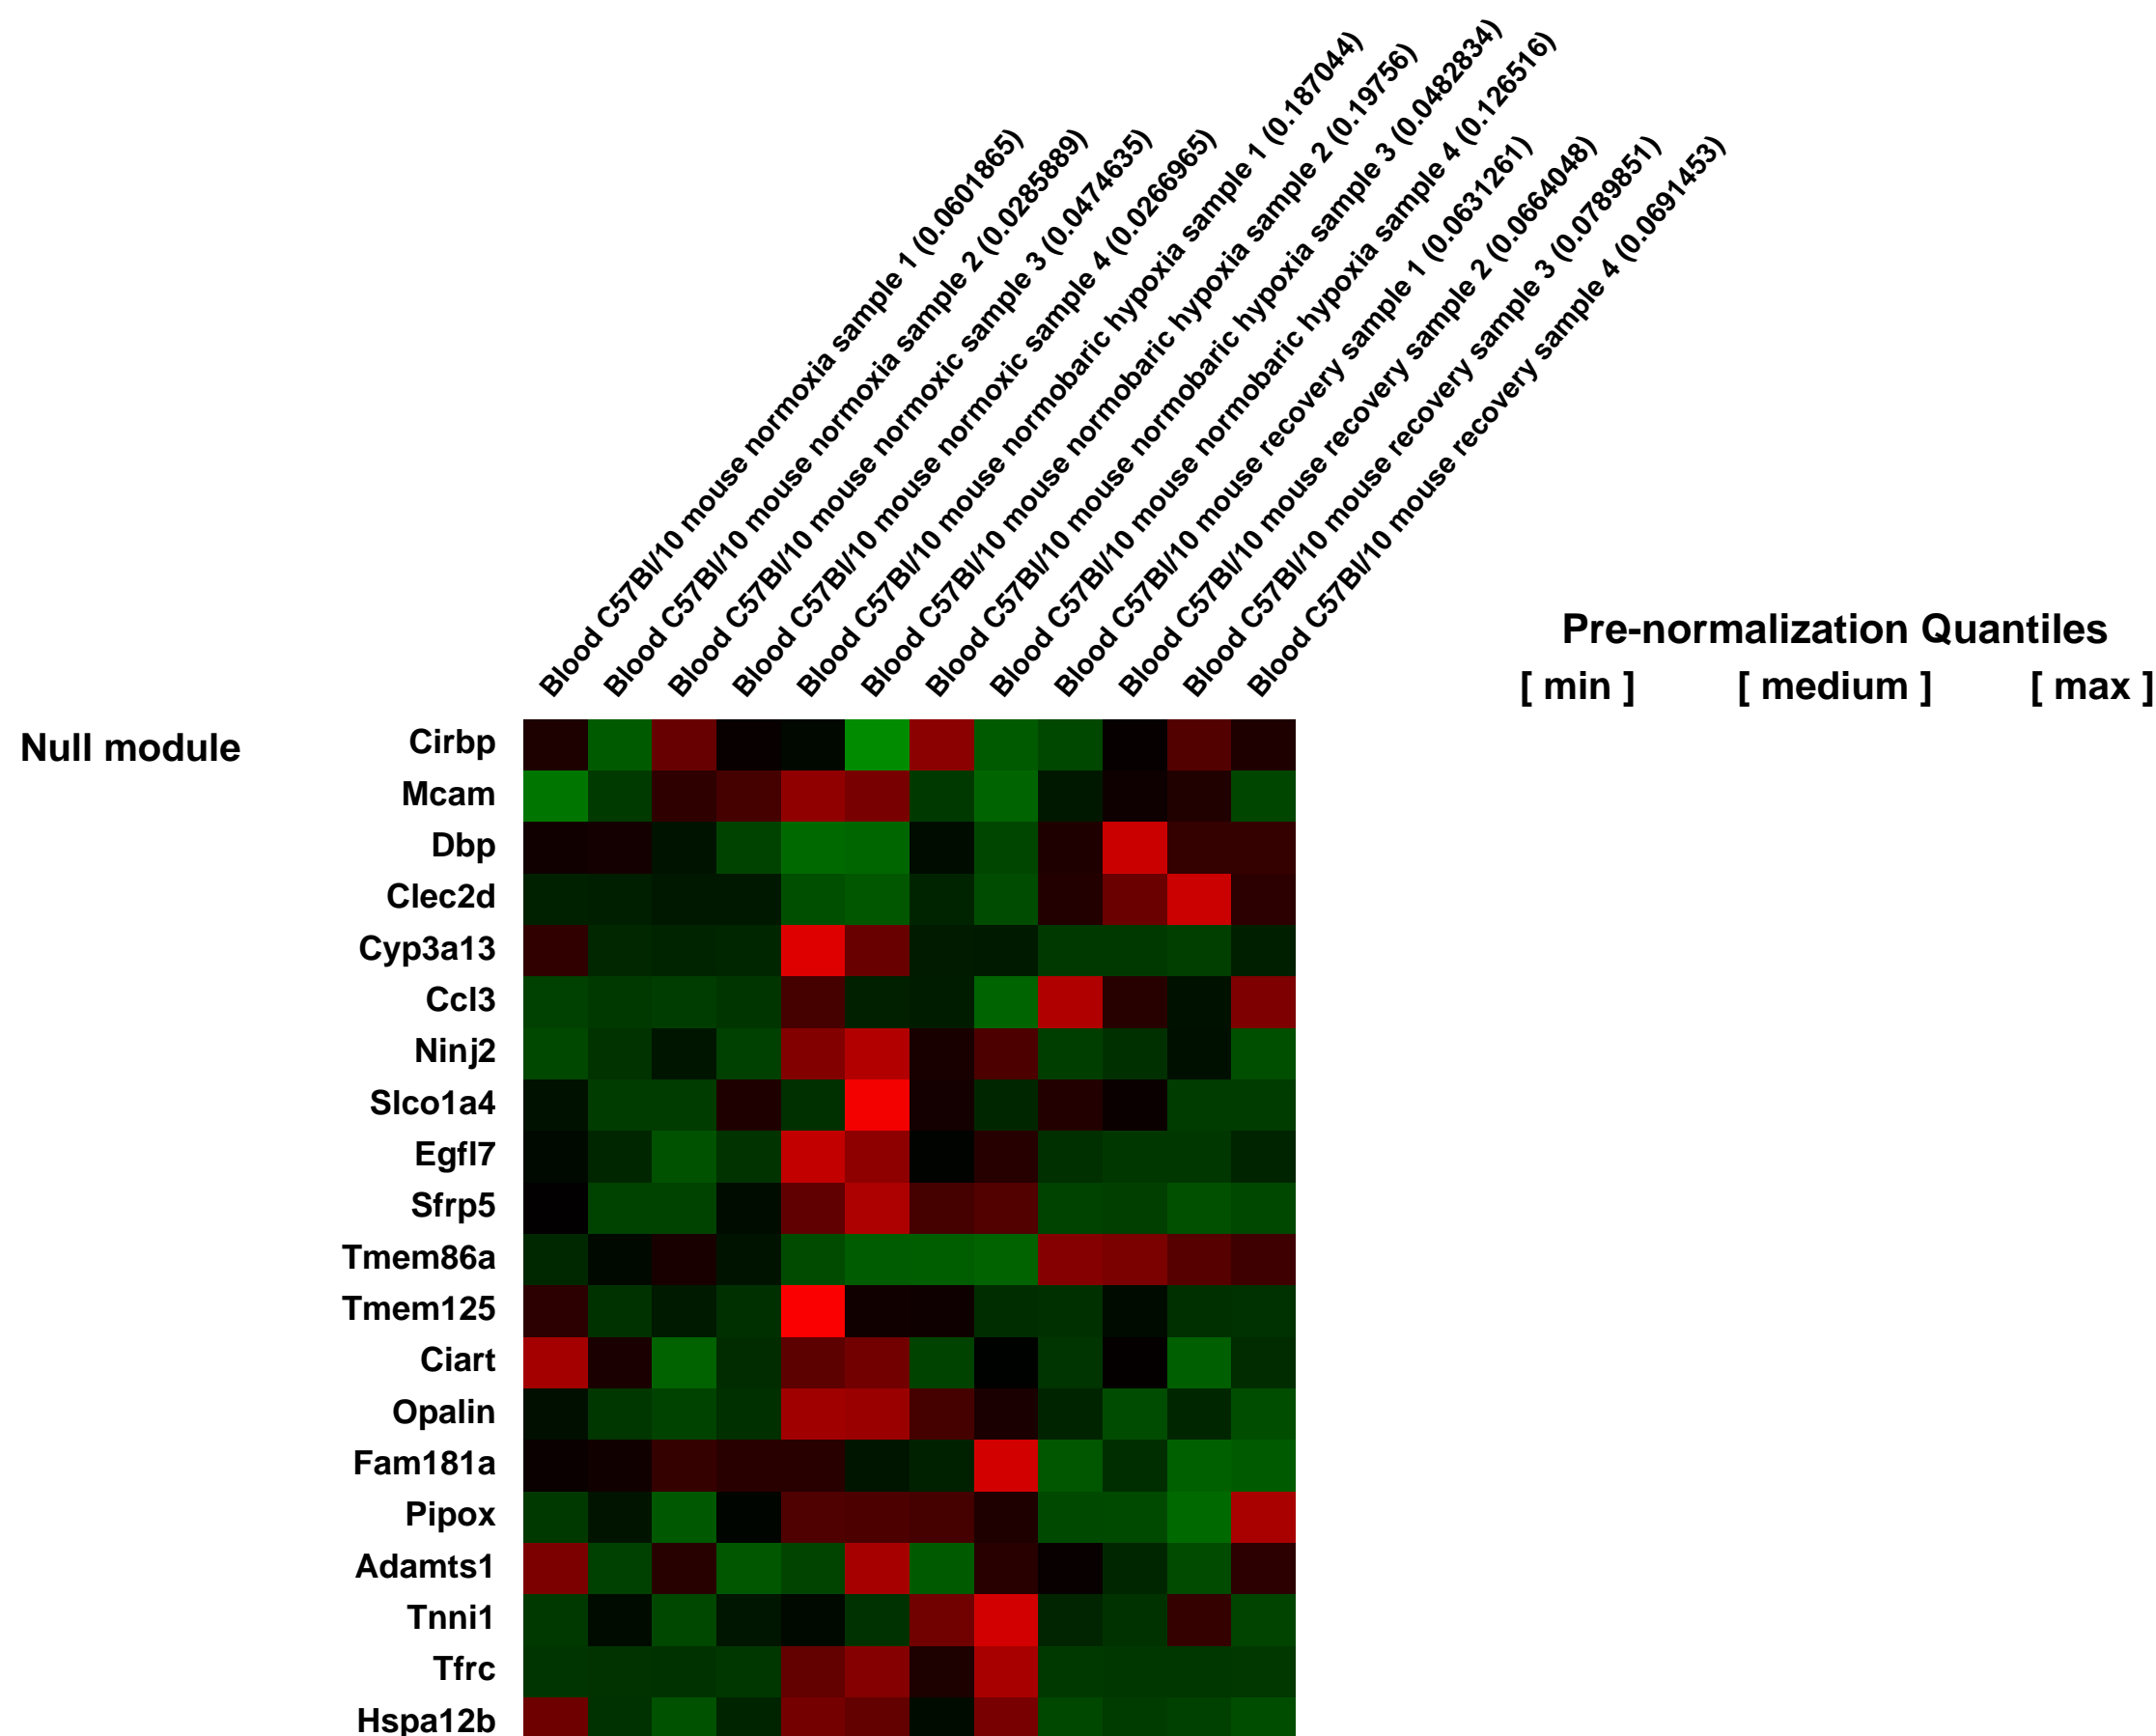 Blood C57Bl/10 mouse normoxia sample 1 (0.0601865)
Blood C57Bl/10 mouse normoxia sample 2 (0.0285889)
Blood C57Bl/10 mouse normoxic sample 3 (0.0474635)
Blood C57Bl/10 mouse normoxic sample 4 (0.0266965)
Blood C57Bl/10 mouse normobaric hypoxia sample 1 (0.187044)
Blood C57Bl/10 mouse normobaric hypoxia sample 2 (0.19756)
Blood C57Bl/10 mouse normobaric hypoxia sample 3 (0.0482834)
Blood C57Bl/10 mouse normobaric hypoxia sample 4 (0.126516)
Blood C57Bl/10 mouse recovery sample 1 (0.0631261)
Blood C57Bl/10 mouse recovery sample 2 (0.0664048)
Blood C57Bl/10 mouse recovery sample 3 (0.0789851)
Blood C57Bl/10 mouse recovery sample 4 (0.0691453)
Pre-normalization Quantiles
[ min ] [ medium ] [ max ]
Null module
Cirbp
Mcam
Dbp
Clec2d
Cyp3a13
Ccl3
Ninj2
Slco1a4
Egfl7
Sfrp5
Tmem86a
Tmem125
Ciart
Opalin
Fam181a
Pipox
Adamts1
Tnni1
Tfrc
Hspa12b